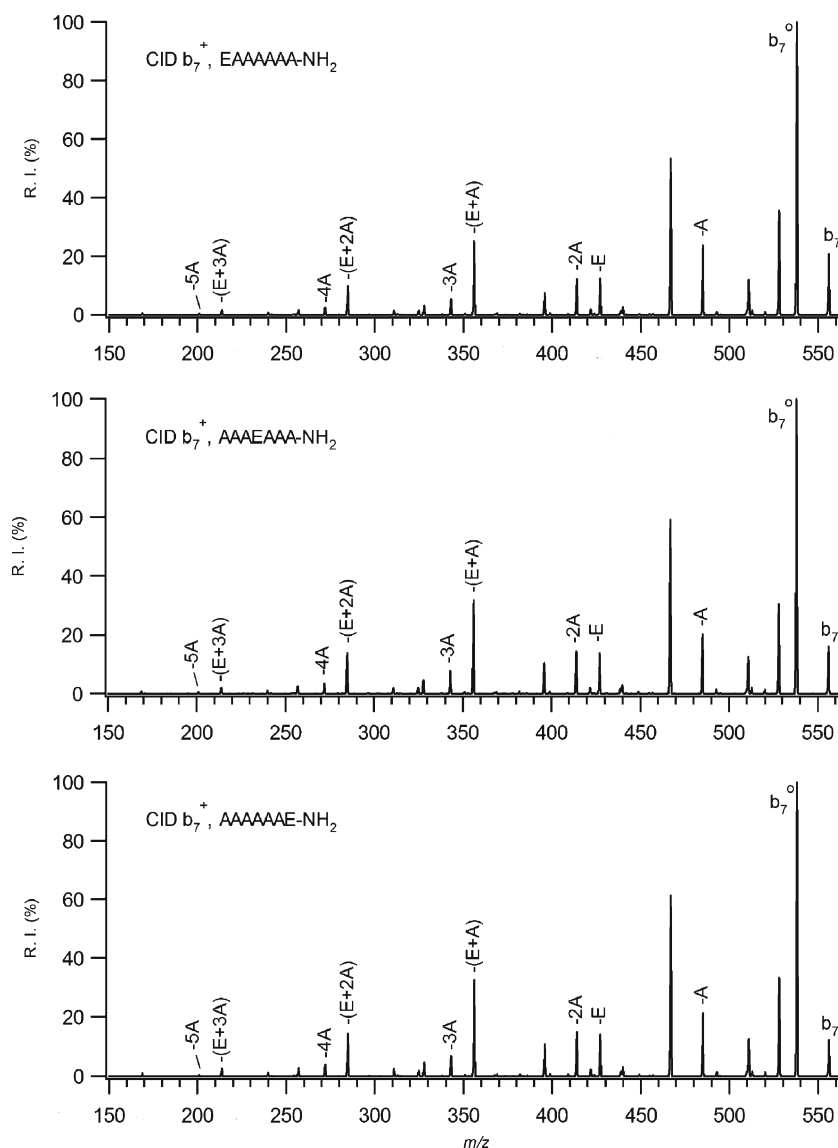 CID b₇⁺, EAAAAAA-NH₂
R. I. (%)
100
80
60
40
20
0
-5A
-(E+3A)
-4A
-(E+2A)
-3A
-(E+A)
-2A
-E
-A
b₇°
b₇
150 200 250 300 350 400 450 500 550
CID b₇⁺, AAAEAAA-NH₂
R. I. (%)
100
80
60
40
20
0
-5A
-(E+3A)
-4A
-(E+2A)
-3A
-(E+A)
-2A
-E
-A
b₇°
b₇
150 200 250 300 350 400 450 500 550
CID b₇⁺, AAAAAAE-NH₂
R. I. (%)
100
80
60
40
20
0
-5A
-(E+3A)
-4A
-(E+2A)
-3A
-(E+A)
-2A
-E
-A
b₇°
b₇
150 200 250 300 350 400 450 500 550
m/z